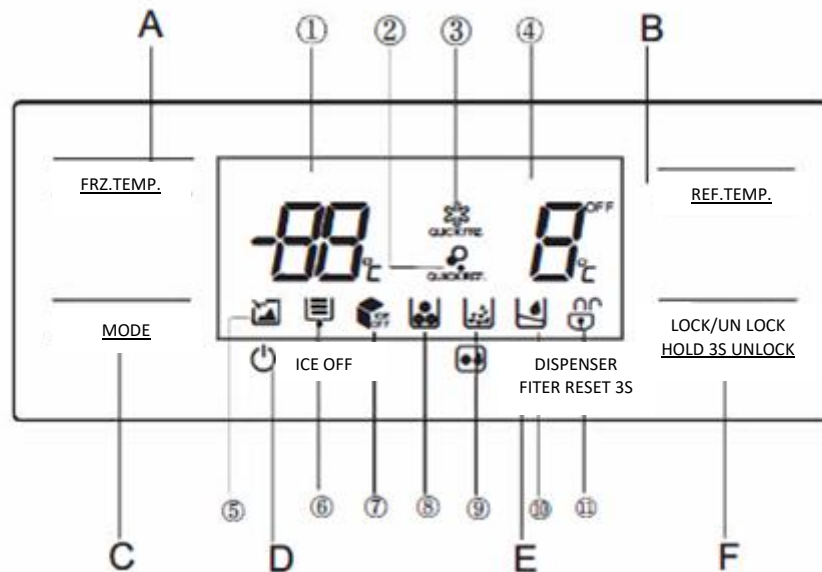 A ① ② ③ ④ B
FRZ.TEMP.
REF.TEMP.
-88 °C
QUICK FRZ.
QUICK REF.
8 OFF °C
ICE OFF
MODE
LOCK/UN LOCK
HOLD 3S UNLOCK
ICE OFF
DISPENSER
FITER RESET 3S
⑤ ⑥ ⑦ ⑧ ⑨ ⑩ ⑪
C D E F